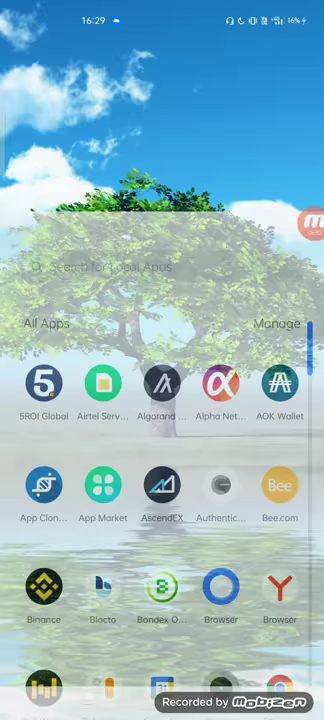 16:29
16%
Search for Local Apps
All Apps Manage
5ROI Global Airtel Serv... Algorand ... Alpha Net... AOK Wallet
App Clon... App Market AscendEX Authentic... Bee.com
Binance Blocto Bondex O... Browser Browser
Recorded by mobizen